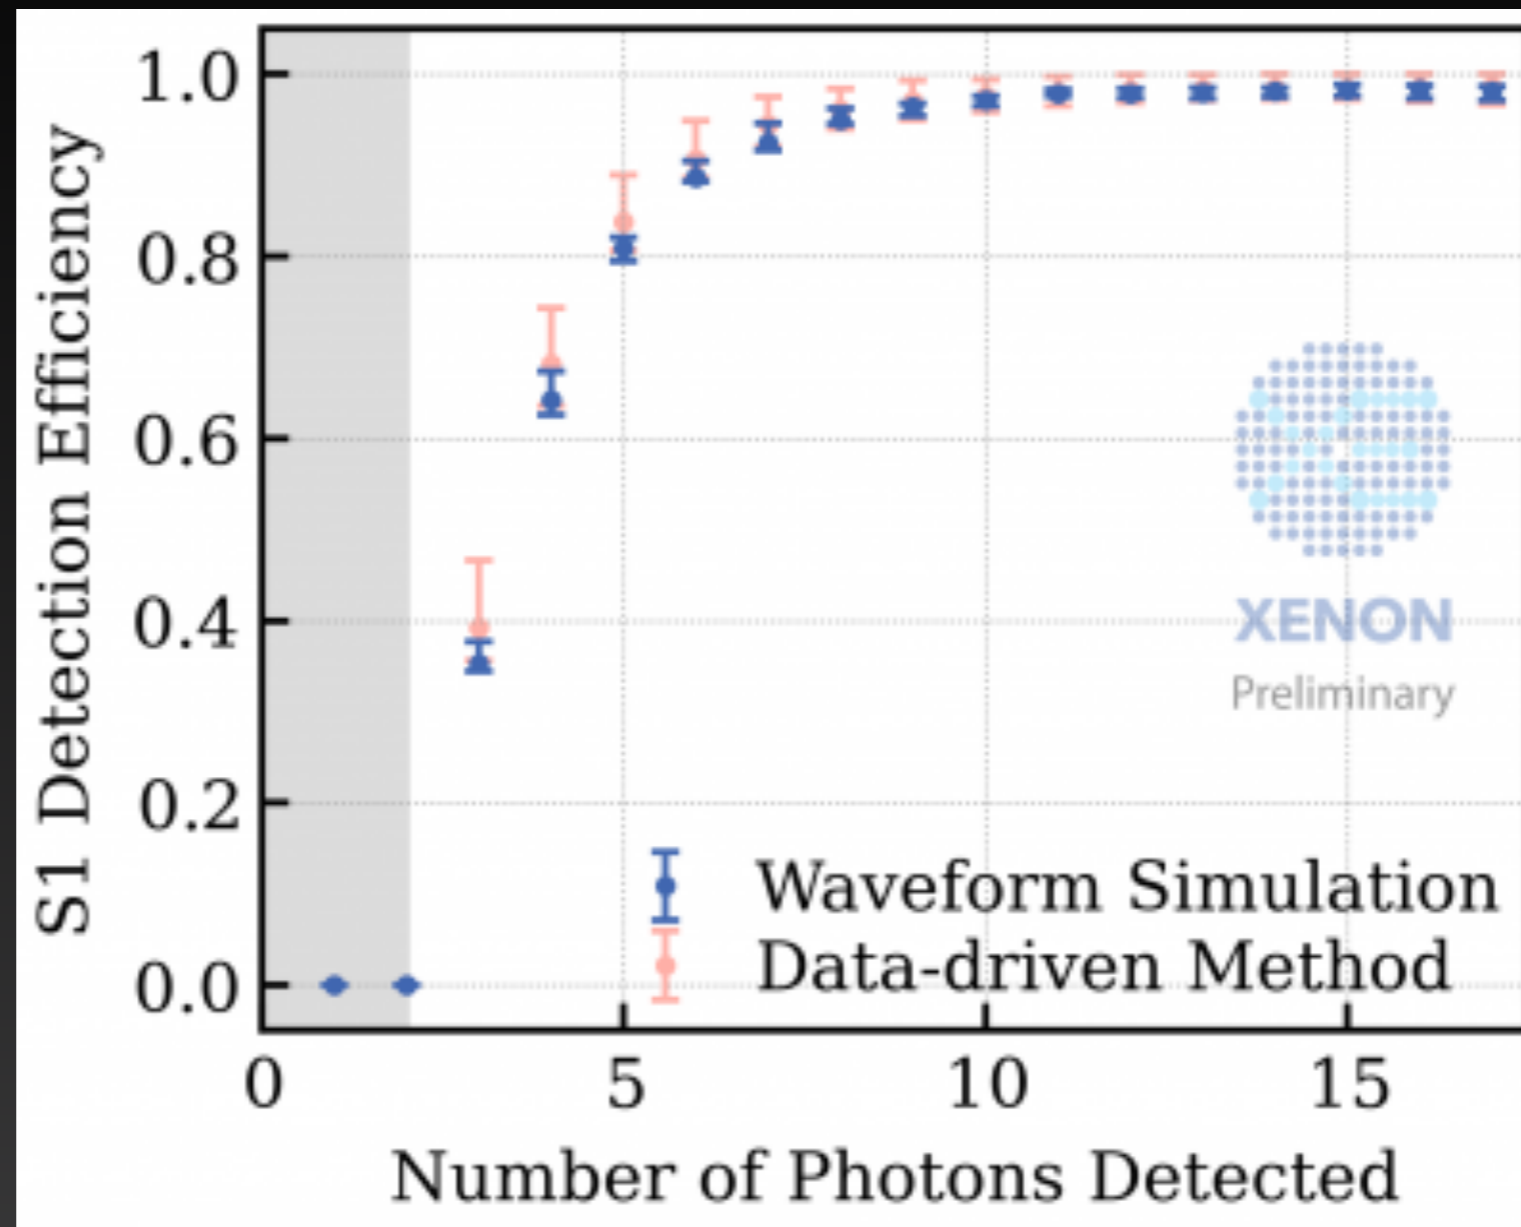 S1 Detection Efficiency
1.0
0.8
0.6
0.4
0.2
0.0
XENON
Preliminary
Waveform Simulation
Data-driven Method
0 5 10 15
Number of Photons Detected